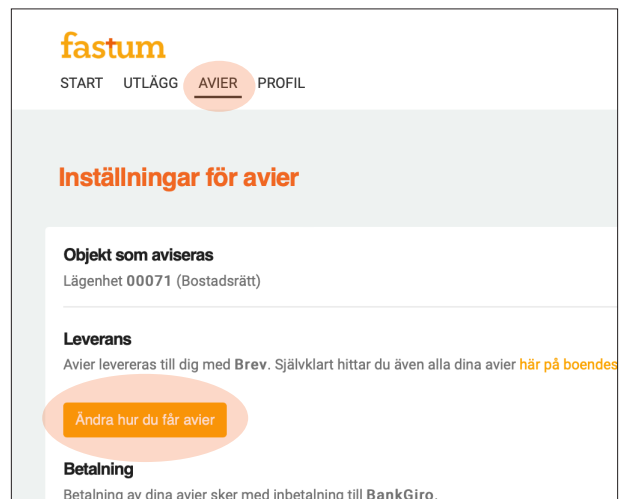 fastum
START UTLÄGG AVIER PROFIL
Inställningar för avier
Objekt som aviseras
Lägenhet 00071 (Bostadsrätt)
Leverans
Avier levereras till dig med Brev. Självklart hittar du även alla dina avier här på boendes
Ändra hur du får avier
Betalning
Betalning av dina avier sker med inbetalning till BankGiro.